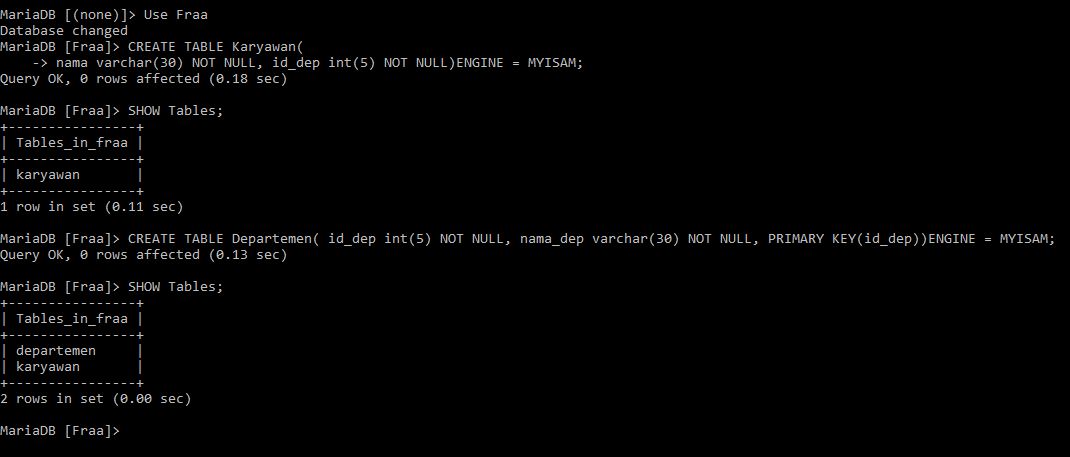 MariaDB [(none)]> Use Fraa
Database changed
MariaDB [Fraa]> CREATE TABLE Karyawan(
    -> nama varchar(30) NOT NULL, id_dep int(5) NOT NULL)ENGINE = MYISAM;
Query OK, 0 rows affected (0.18 sec)

MariaDB [Fraa]> SHOW Tables;
+----------------+
| Tables_in_fraa |
+----------------+
| karyawan       |
+----------------+
1 row in set (0.11 sec)

MariaDB [Fraa]> CREATE TABLE Departemen( id_dep int(5) NOT NULL, nama_dep varchar(30) NOT NULL, PRIMARY KEY(id_dep))ENGINE = MYISAM;
Query OK, 0 rows affected (0.13 sec)

MariaDB [Fraa]> SHOW Tables;
+----------------+
| Tables_in_fraa |
+----------------+
| departemen     |
| karyawan       |
+----------------+
2 rows in set (0.00 sec)

MariaDB [Fraa]>